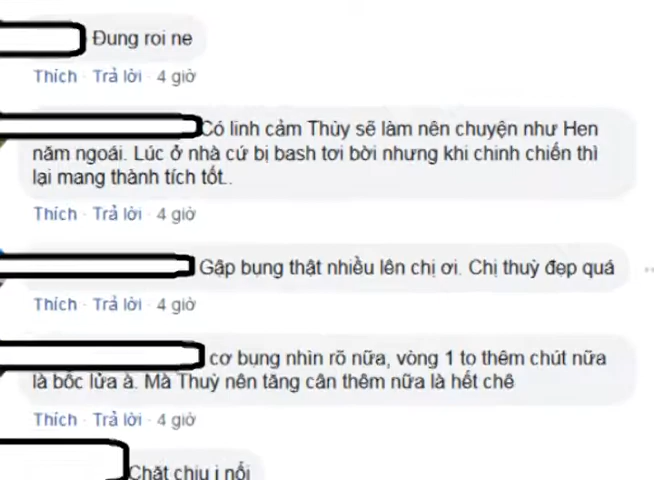 Đung roi ne
Thích · Trả lời · 4 giờ
Có linh cảm Thùy sẽ làm nên chuyện như Hen
năm ngoái. Lúc ở nhà cứ bị bash tơi bời nhưng khi chinh chiến thì
lại mang thành tích tốt..
Thích · Trả lời · 4 giờ
Gập bụng thật nhiều lên chị ơi. Chị thuỳ đẹp quá
Thích · Trả lời · 4 giờ
cơ bụng nhìn rõ nữa, vòng 1 to thêm chút nữa
là bốc lửa à. Mà Thuỳ nên tăng cân thêm nữa là hết chê
Thích · Trả lời · 4 giờ
nổi